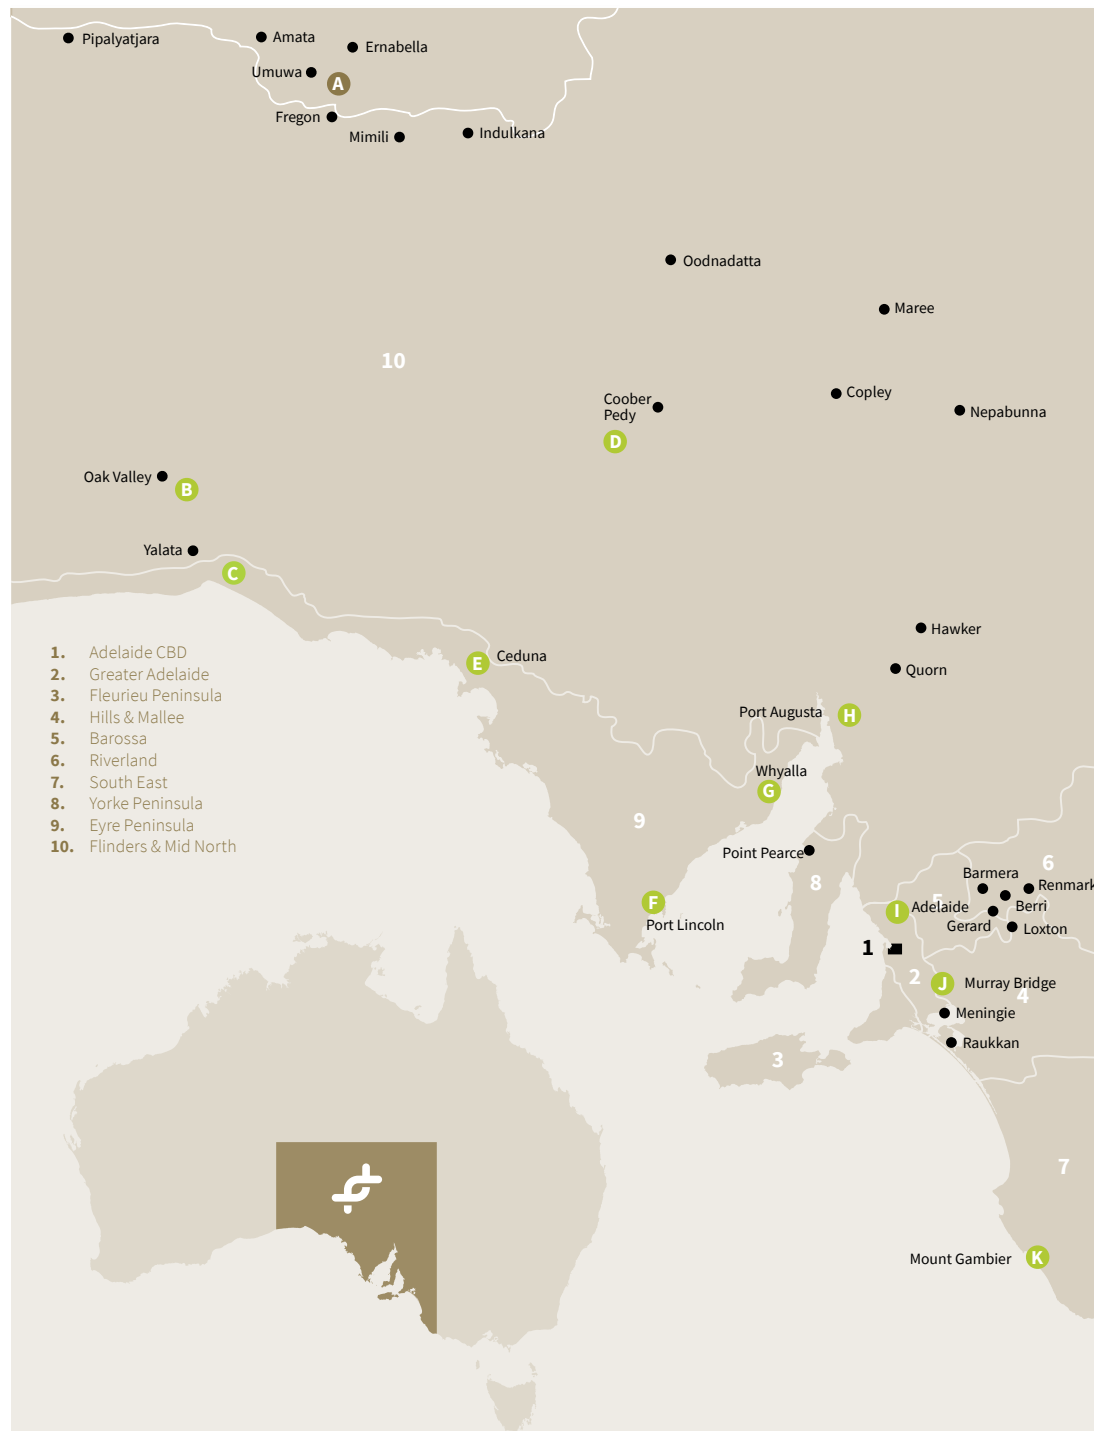 Pipalyatjara
Amata
Ernabella
Umuwa
A
Fregon
Mimili
Indulkana
Oodnadatta
Maree
10
Copley
Coober
Pedy
Nepabunna
D
Oak Valley
B
Yalata
C
Hawker
1. Adelaide CBD
2. Greater Adelaide
3. Fleurieu Peninsula
4. Hills & Mallee
5. Barossa
6. Riverland
7. South East
8. Yorke Peninsula
9. Eyre Peninsula
10. Flinders & Mid North
E Ceduna
Quorn
Port Augusta H
Whyalla
G
9
Point Pearce
8
6
Barmera
Renmark
5
Berri
F
Port Lincoln
I Adelaide
Gerard
Loxton
1
2
J Murray Bridge
4
Meningie
Raukkan
3
7
Mount Gambier K